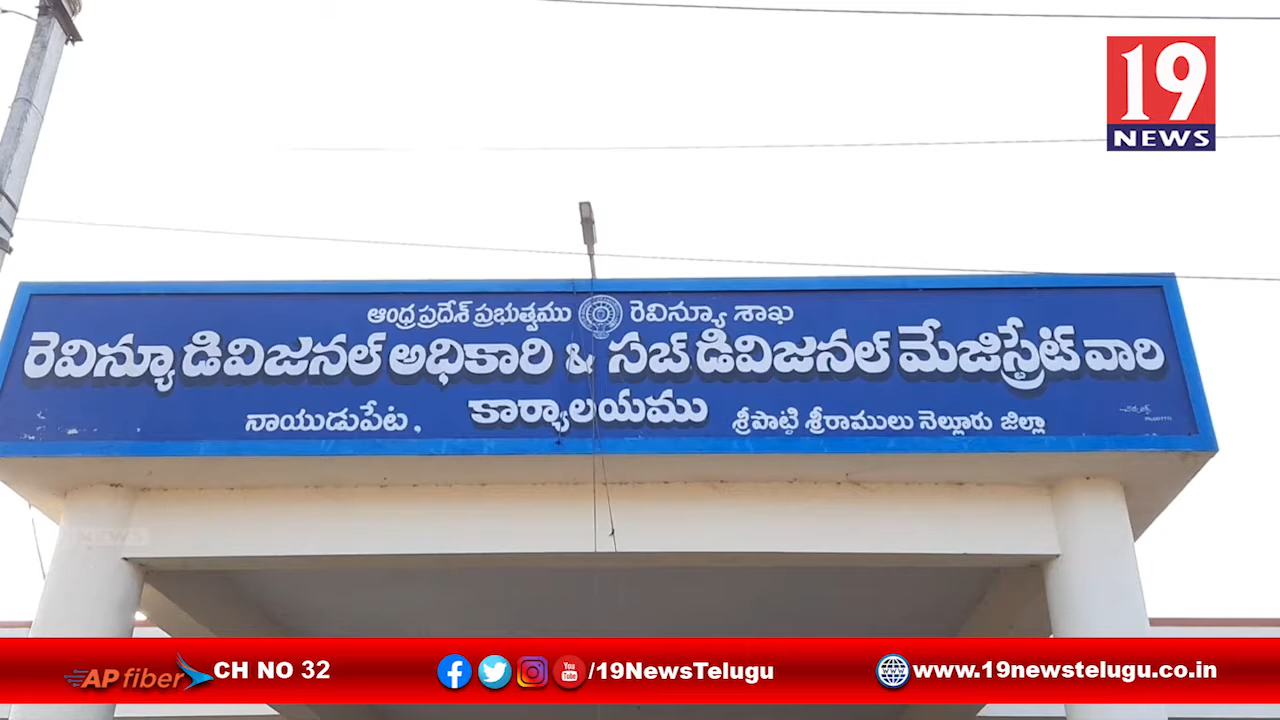 19
NEWS
ఆంధ్ర ప్రదేశ్ ప్రభుత్వము రెవిన్యూ శాఖ
రెవిన్యూ డివిజనల్ అధికారి & సబ్ డివిజనల్ మేజిస్ట్రేట్ వారి
కార్యాలయము
నాయుడుపేట, శ్రీపొట్టి శ్రీరాములు నెల్లూరు జిల్లా
NEWS
AP fiber CH NO 32
/19NewsTelugu
www.19newstelugu.co.in